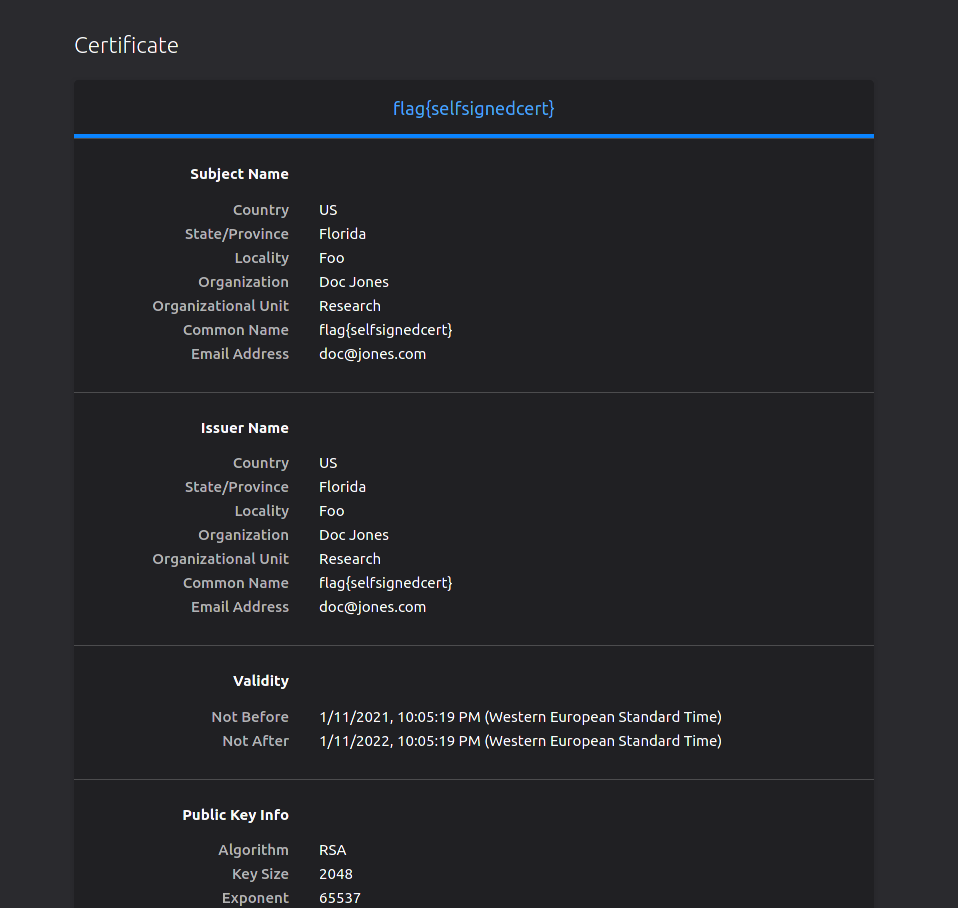 Certificate
flag{selfsignedcert}
Subject Name
Country US
State/Province Florida
Locality Foo
Organization Doc Jones
Organizational Unit Research
Common Name flag{selfsignedcert}
Email Address doc@jones.com
Issuer Name
Country US
State/Province Florida
Locality Foo
Organization Doc Jones
Organizational Unit Research
Common Name flag{selfsignedcert}
Email Address doc@jones.com
Validity
Not Before 1/11/2021, 10:05:19 PM (Western European Standard Time)
Not After 1/11/2022, 10:05:19 PM (Western European Standard Time)
Public Key Info
Algorithm RSA
Key Size 2048
Exponent 65537